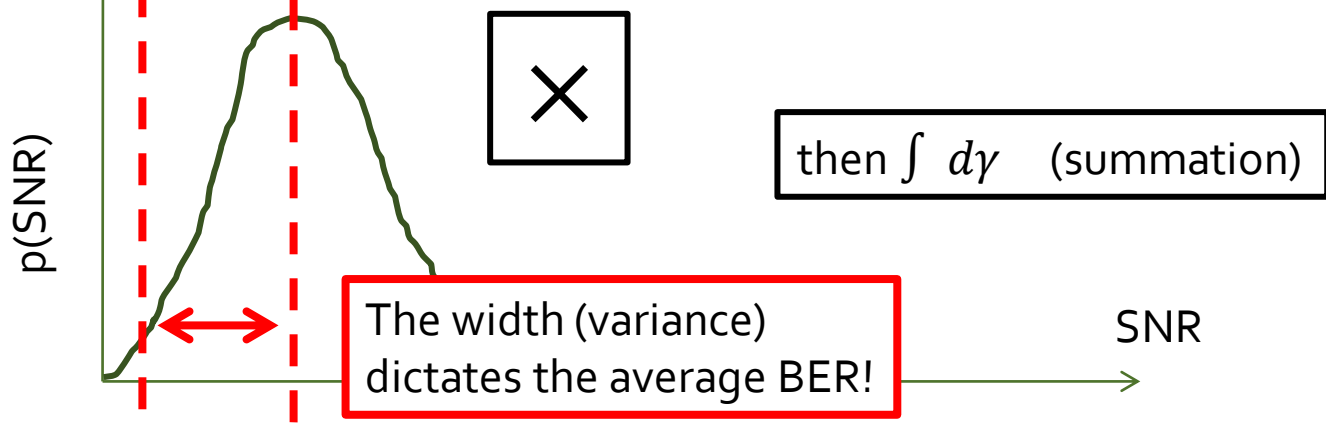 p(SNR)
×
then ∫ dγ (summation)
The width (variance)
dictates the average BER!
SNR